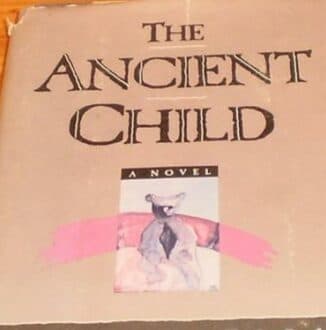 THE
ANCIENT
CHILD
A NOVEL